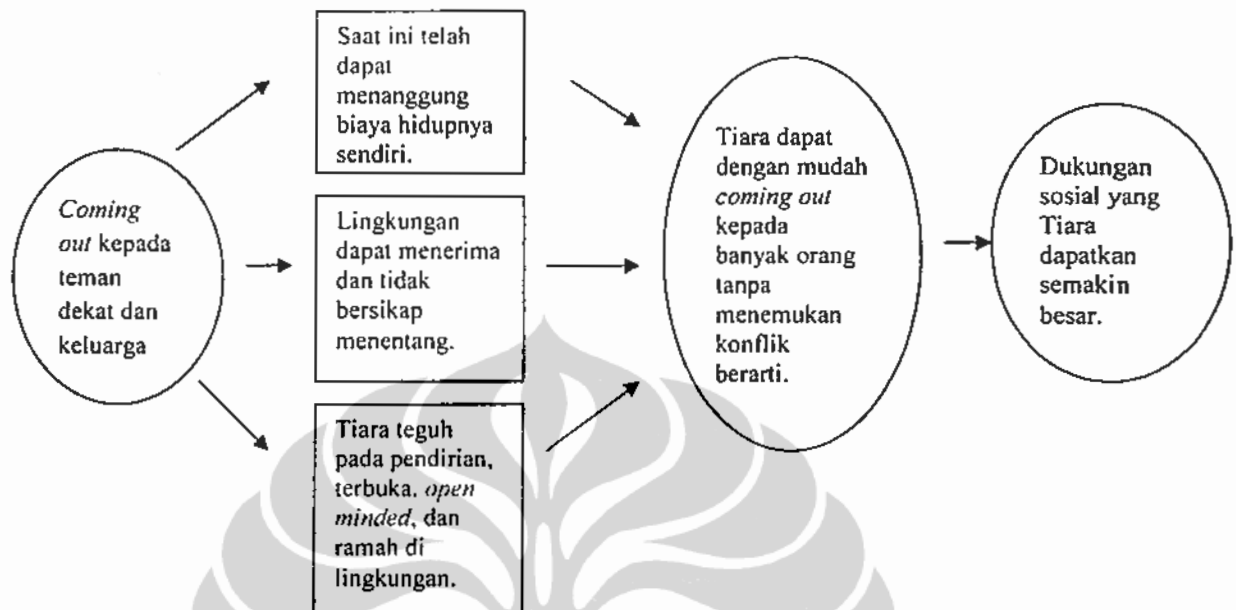 Coming
out kepada
teman
dekat dan
keluarga
Saat ini telah
dapat
menanggung
biaya hidupnya
sendiri.
Lingkungan
dapat menerima
dan tidak
bersikap
menentang.
Tiara teguh
pada pendirian,
terbuka, open
minded, dan
ramah di
lingkungan.
Tiara dapat
dengan mudah
coming out
kepada
banyak orang
tanpa
menemukan
konflik
berarti.
Dukungan
sosial yang
Tiara
dapatkan
semakin
besar.